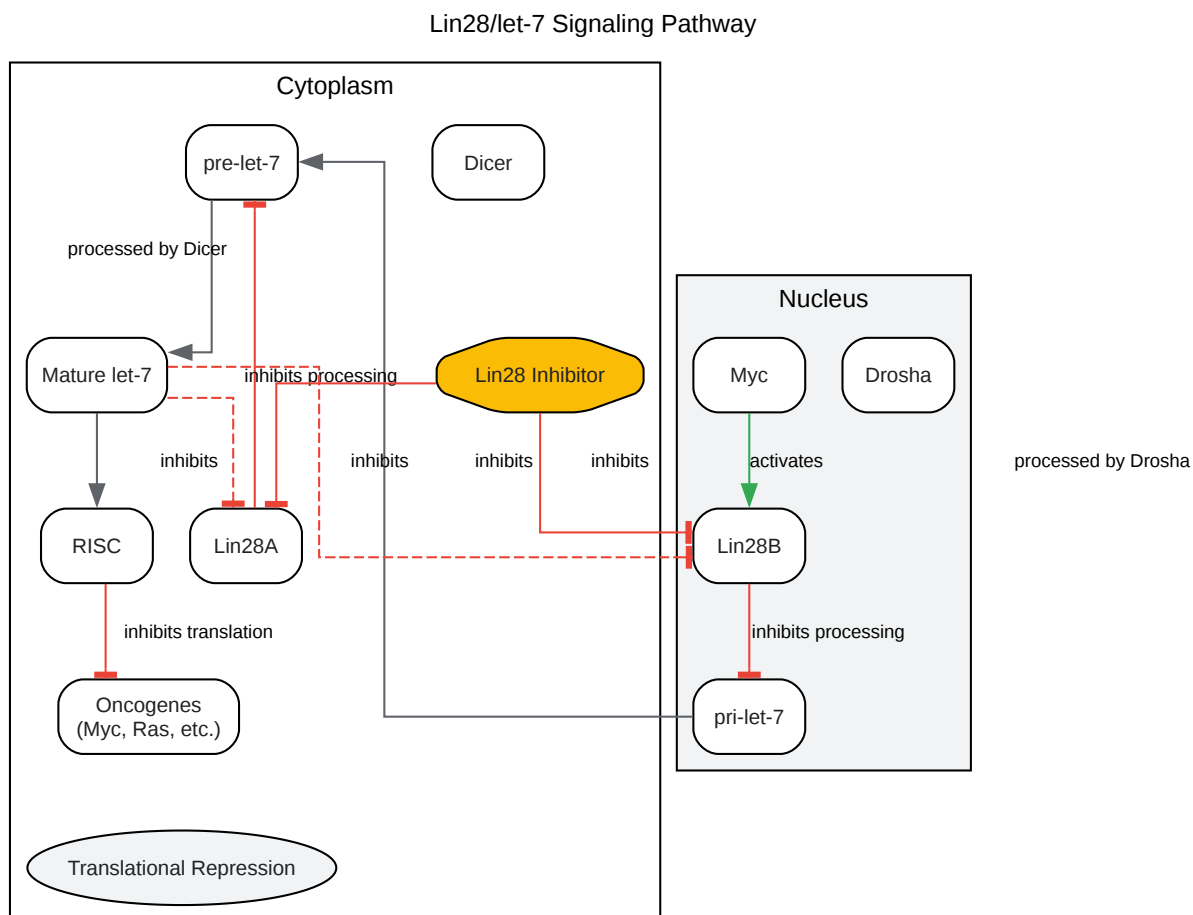 Lin28/let-7 Signaling Pathway
Cytoplasm
pre-let-7
Dicer
processed by Dicer
Nucleus
Mature let-7
inhibits processing
Lin28 Inhibitor
Myc
Drosha
inhibits
inhibits
inhibits
inhibits
activates
processed by Drosha
RISC
Lin28A
Lin28B
inhibits translation
inhibits processing
Oncogenes
(Myc, Ras, etc.)
pri-let-7
Translational Repression